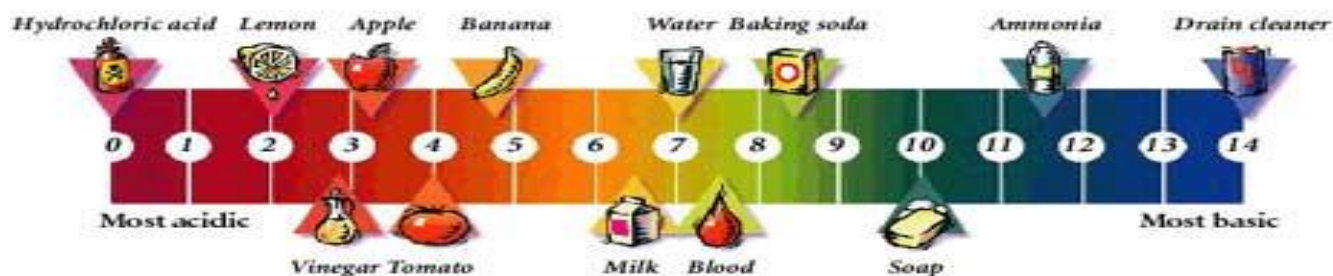 Hydrochloric acid Lemon Apple Banana Water Baking soda Ammonia Drain cleaner
0 1 2 3 4 5 6 7 8 9 10 11 12 13 14
Most acidic Most basic
Vinegar Tomato Milk Blood Soap